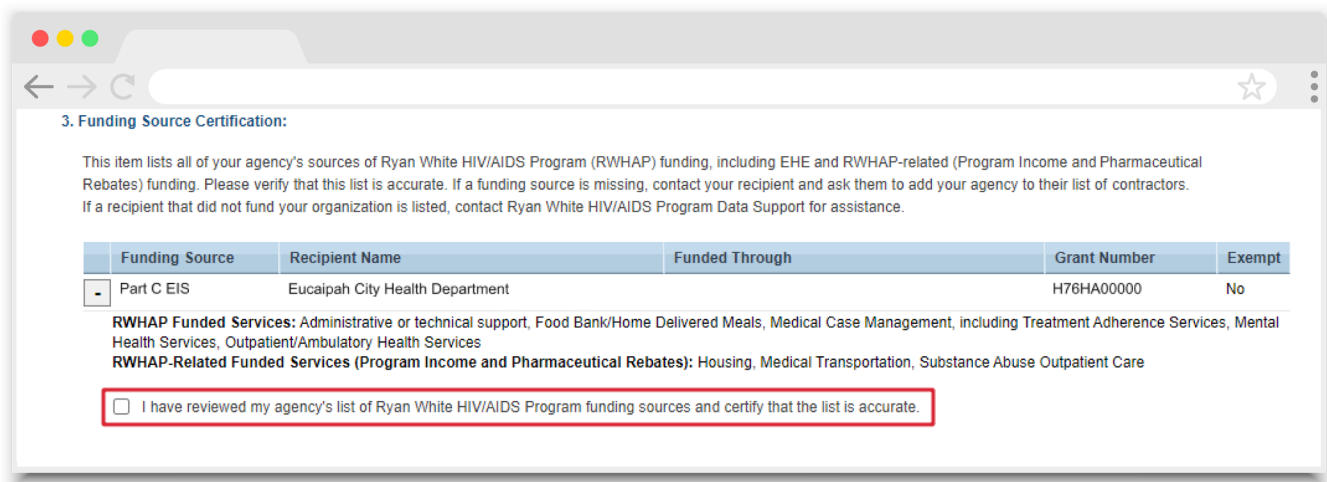 3. Funding Source Certification:
This item lists all of your agency's sources of Ryan White HIV/AIDS Program (RWHAP) funding, including EHE and RWHAP-related (Program Income and Pharmaceutical
Rebates) funding. Please verify that this list is accurate. If a funding source is missing, contact your recipient and ask them to add your agency to their list of contractors.
If a recipient that did not fund your organization is listed, contact Ryan White HIV/AIDS Program Data Support for assistance.
Funding Source Recipient Name Funded Through Grant Number Exempt
- Part C EIS Eucaipah City Health Department H76HA00000 No
RWHAP Funded Services: Administrative or technical support, Food Bank/Home Delivered Meals, Medical Case Management, including Treatment Adherence Services, Mental
Health Services, Outpatient/Ambulatory Health Services
RWHAP-Related Funded Services (Program Income and Pharmaceutical Rebates): Housing, Medical Transportation, Substance Abuse Outpatient Care
I have reviewed my agency's list of Ryan White HIV/AIDS Program funding sources and certify that the list is accurate.